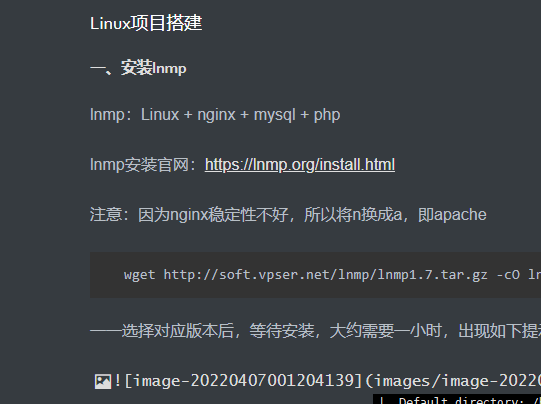 Linux项目搭建
一、安装lnmp
lnmp：Linux + nginx + mysql + php
lnmp安装官网：https://lnmp.org/install.html
注意：因为nginx稳定性不好，所以将n换成a，即apache
wget http://soft.vpser.net/lnmp/lnmp1.7.tar.gz -cO ln
——选择对应版本后，等待安装，大约需要一小时，出现如下提示
![image-20220407001204139](images/image-20220
Default directory: /